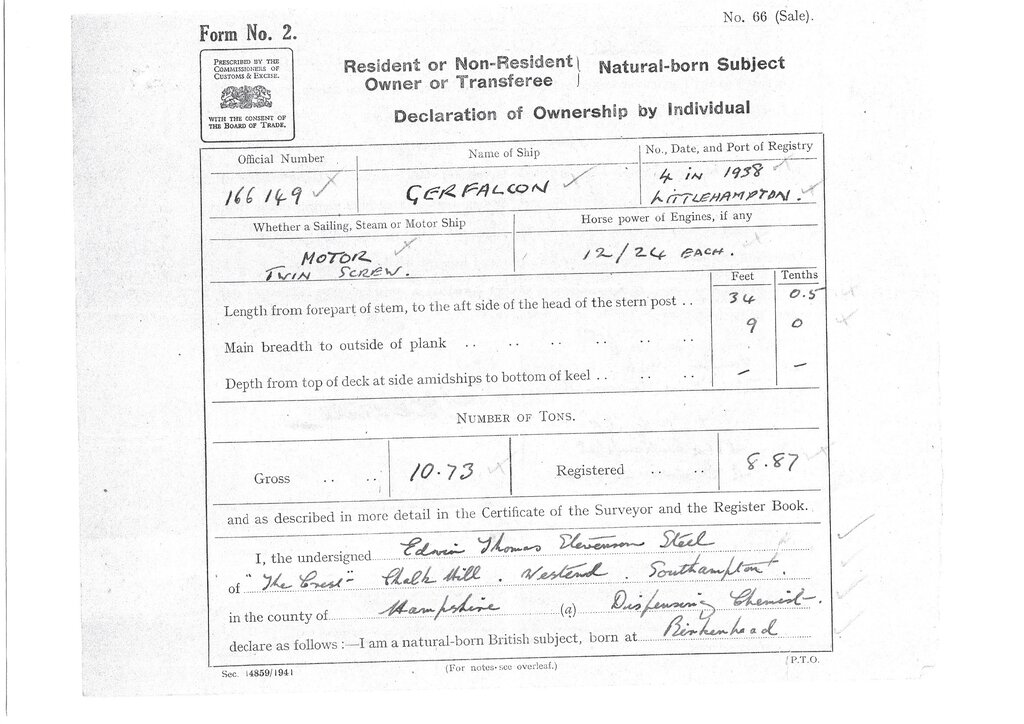 No. 66 (Sale).
Form No. 2.
PRESCRIBED BY THE
COMMISSIONERS OF
CUSTOMS & EXCISE.
WITH THE CONSENT OF
THE BOARD OF TRADE.
Resident or Non-Resident Owner or Transferee } Natural-born Subject
Declaration of Ownership by Individual
Official Number
Name of Ship
No., Date, and Port of Registry
166149
GERFALCON
4 IN 1938
LITTLEHAMPTON.
Whether a Sailing, Steam or Motor Ship
Horse power of Engines, if any
MOTOR
TWIN SCREW.
12/24 EACH.
Feet Tenths
Length from forepart of stem, to the aft side of the head of the stern post .. 34 0.5
Main breadth to outside of plank .. .. .. .. .. .. 9 0
Depth from top of deck at side amidships to bottom of keel .. .. .. — —
NUMBER OF TONS.
Gross .. .. 10.73 Registered .. .. 8.87
and as described in more detail in the Certificate of the Surveyor and the Register Book.
I, the undersigned Edwin Thomas Stevenson Steel
of "The Crest" Chalk Hill. Westend. Southampton.
in the county of Hampshire (a) Dispensing Chemist.
declare as follows :—I am a natural-born British subject, born at Birkenhead
Sec. 14859/1941
(For notes see overleaf.)
P.T.O.